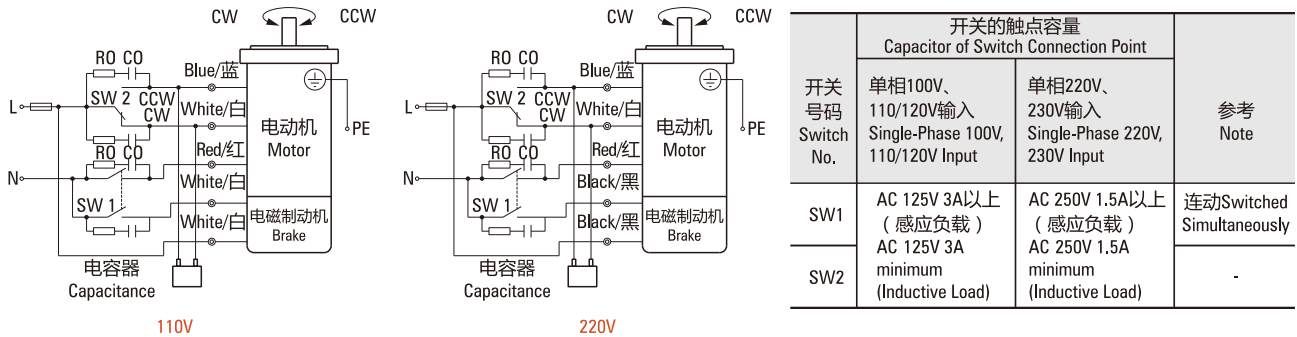 CW CCW
RO CO
Blue/蓝
L
SW 2
CCW
CW
White/白
电动机
Motor
PE
RO CO
Red/红
N
White/白
SW 1
White/白
电磁制动机
Brake
电容器
Capacitance
110V
CW CCW
RO CO
Blue/蓝
L
SW 2
CCW
CW
White/白
电动机
Motor
PE
RO CO
Red/红
N
Black/黑
SW 1
Black/黑
电磁制动机
Brake
电容器
Capacitance
220V
开关
号码
Switch
No.
开关的触点容量
Capacitor of Switch Connection Point
单相100V、
110/120V输入
Single-Phase 100V,
110/120V Input
单相220V、
230V输入
Single-Phase 220V,
230V Input
参考
Note
SW1
SW2
AC 125V 3A以上
(感应负载)
AC 125V 3A
minimum
(Inductive Load)
AC 250V 1.5A以上
(感应负载)
AC 250V 1.5A
minimum
(Inductive Load)
连动Switched
Simultaneously
-